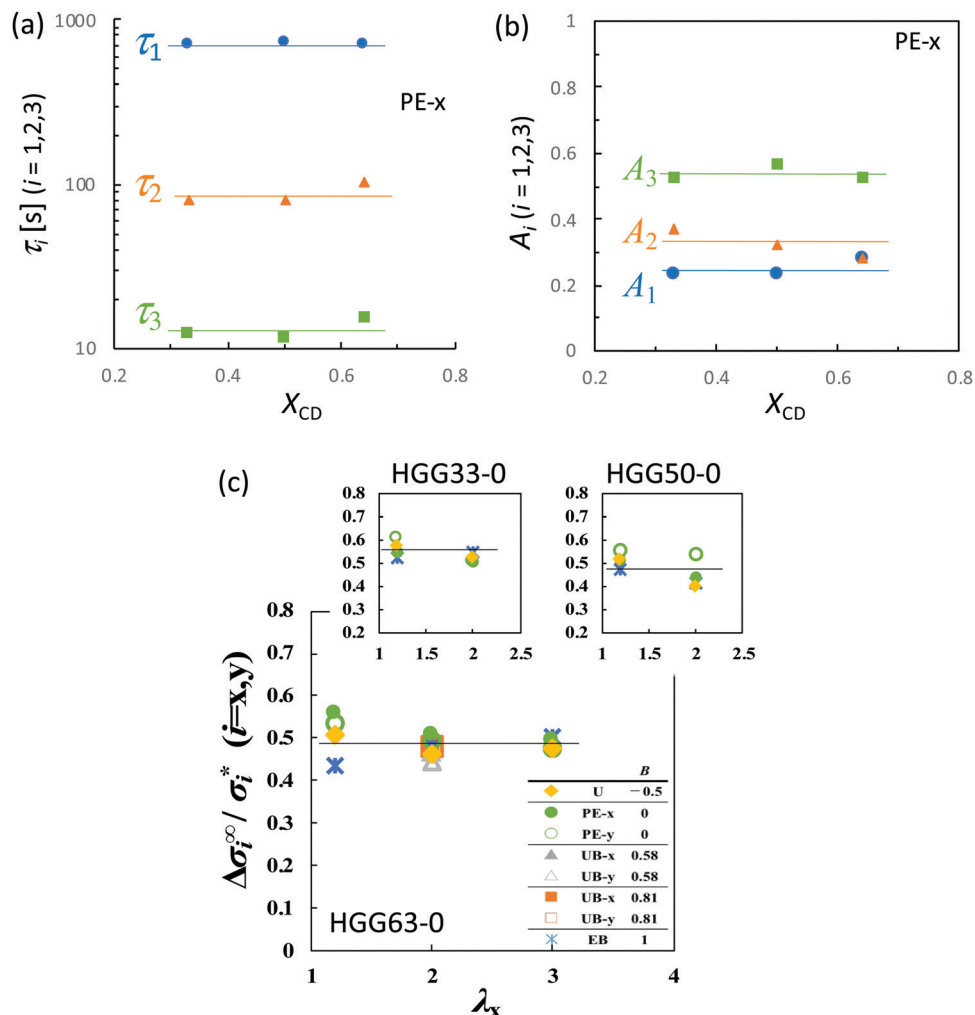 (a)
1000
100
10
τ1
τ2
τ3
PE-x
τi [s] (i = 1,2,3)
0.2 0.4 0.6 0.8
XCD
(b)
1
0.8
0.6
0.4
0.2
0
A3
A2
A1
PE-x
Ai (i = 1,2,3)
0.2 0.4 0.6 0.8
XCD
(c)
HGG33-0
0.8
0.7
0.6
0.5
0.4
0.3
0.2
1 1.5 2 2.5
HGG50-0
0.8
0.7
0.6
0.5
0.4
0.3
0.2
1 1.5 2 2.5
0.8
0.7
0.6
0.5
0.4
0.3
0.2
0.1
0
Δσi∞/ σi* (i=x,y)
B
U −0.5
PE-x 0
PE-y 0
UB-x 0.58
UB-y 0.58
UB-x 0.81
UB-y 0.81
EB 1
HGG63-0
1 2 3 4
λx